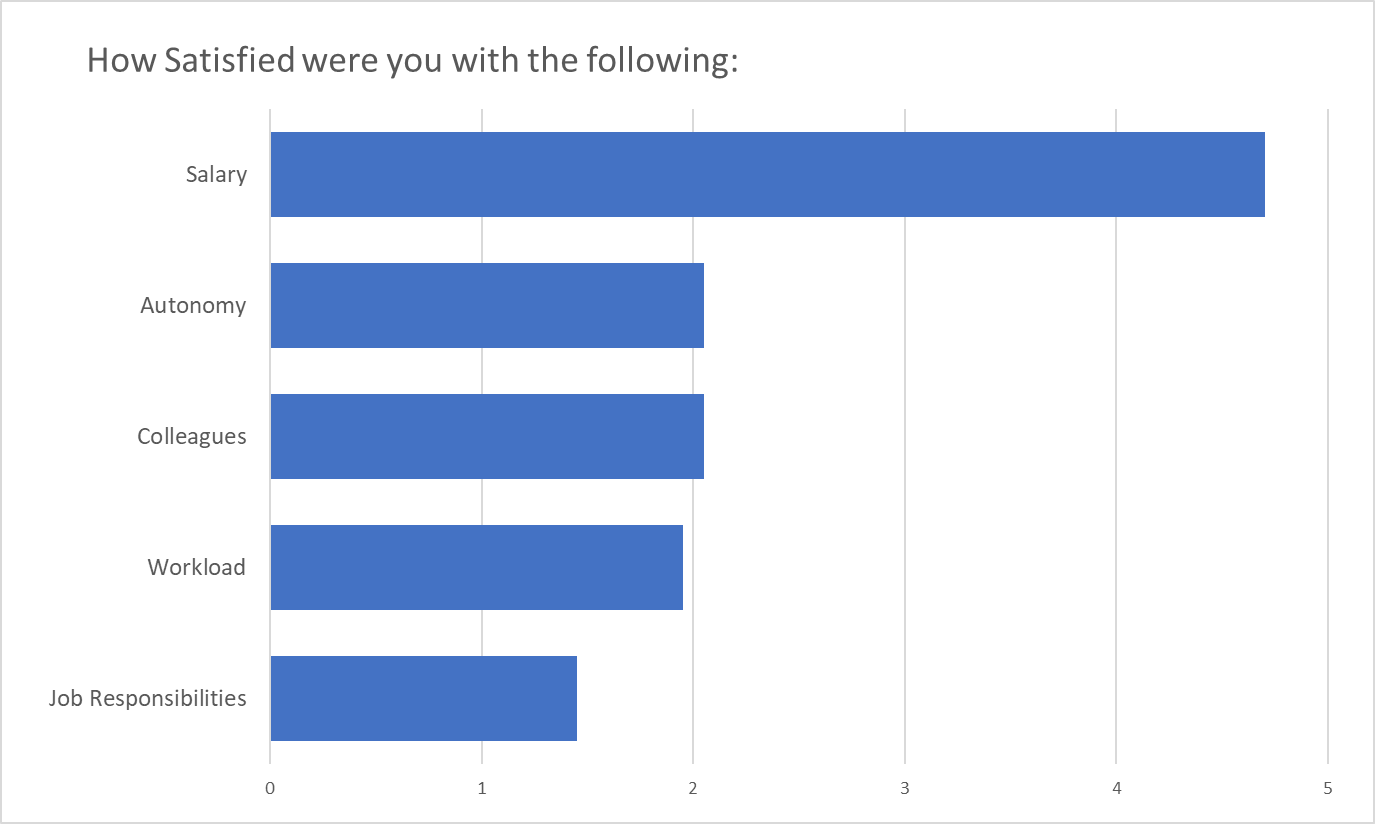 How Satisfied were you with the following:
Salary
Autonomy
Colleagues
Workload
Job Responsibilities
0 1 2 3 4 5